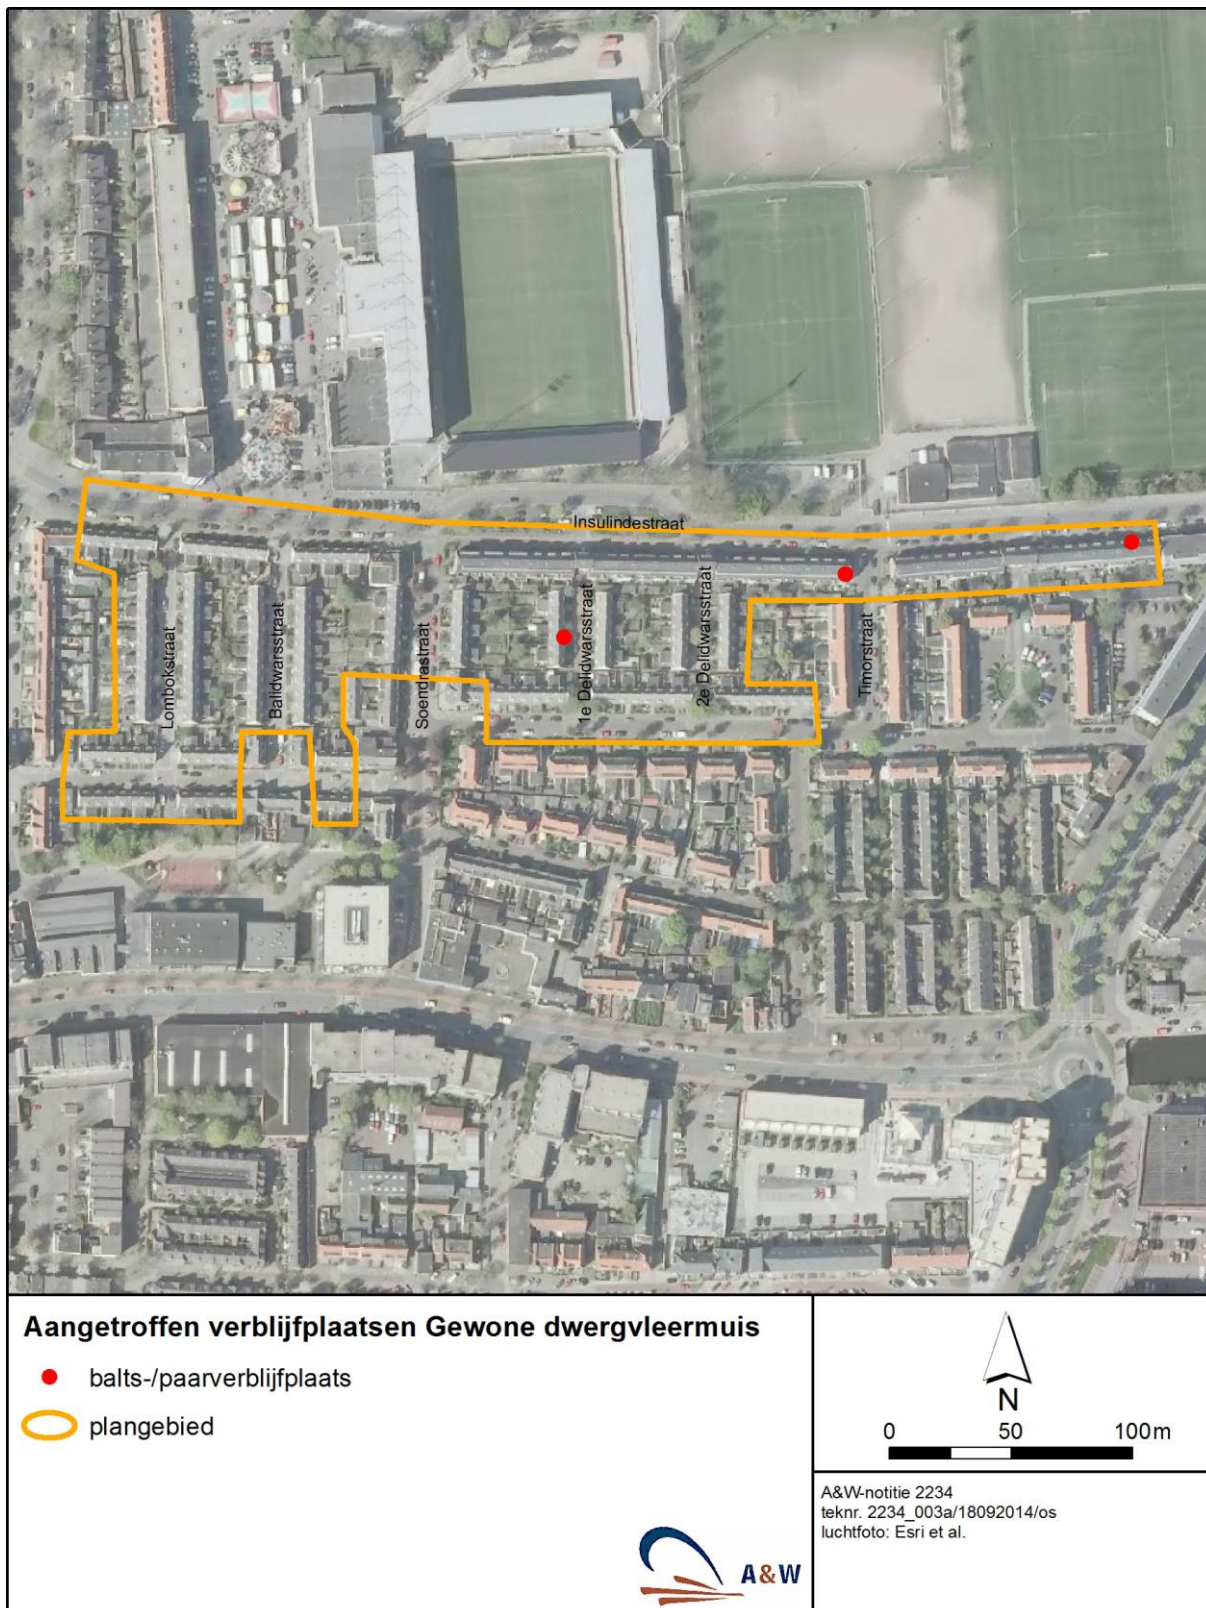 Insulindestraat
Lombokstraat
Balidwarsstraat
Soendrastraat
1e Delidwarsstraat
2e Delidwarsstraat
Timorstraat
Aangetroffen verblijfplaatsen Gewone dwergvleermuis
balts-/paarverblijfplaats
plangebied
A&W
N
0 50 100m
A&W-notitie 2234
teknr. 2234_003a/18092014/os
luchtfoto: Esri et al.